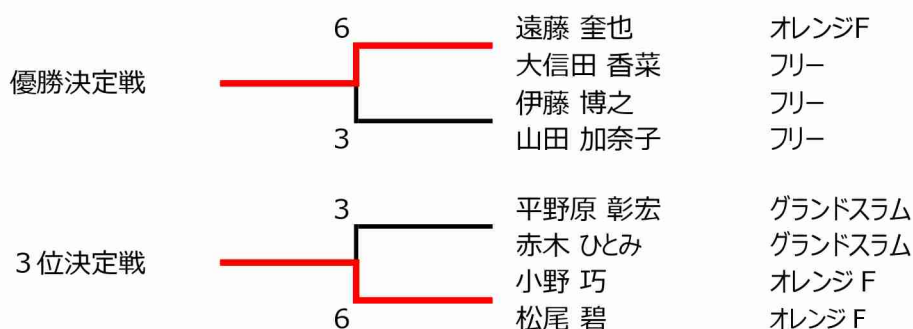 6 遠藤 奎也 オレンジF
大信田 香菜 フリー
優勝決定戦
伊藤 博之 フリー
3 山田 加奈子 フリー
3 平野原 彰宏 グランドスラム
赤木 ひとみ グランドスラム
３位決定戦
小野 巧 オレンジＦ
6 松尾 碧 オレンジＦ